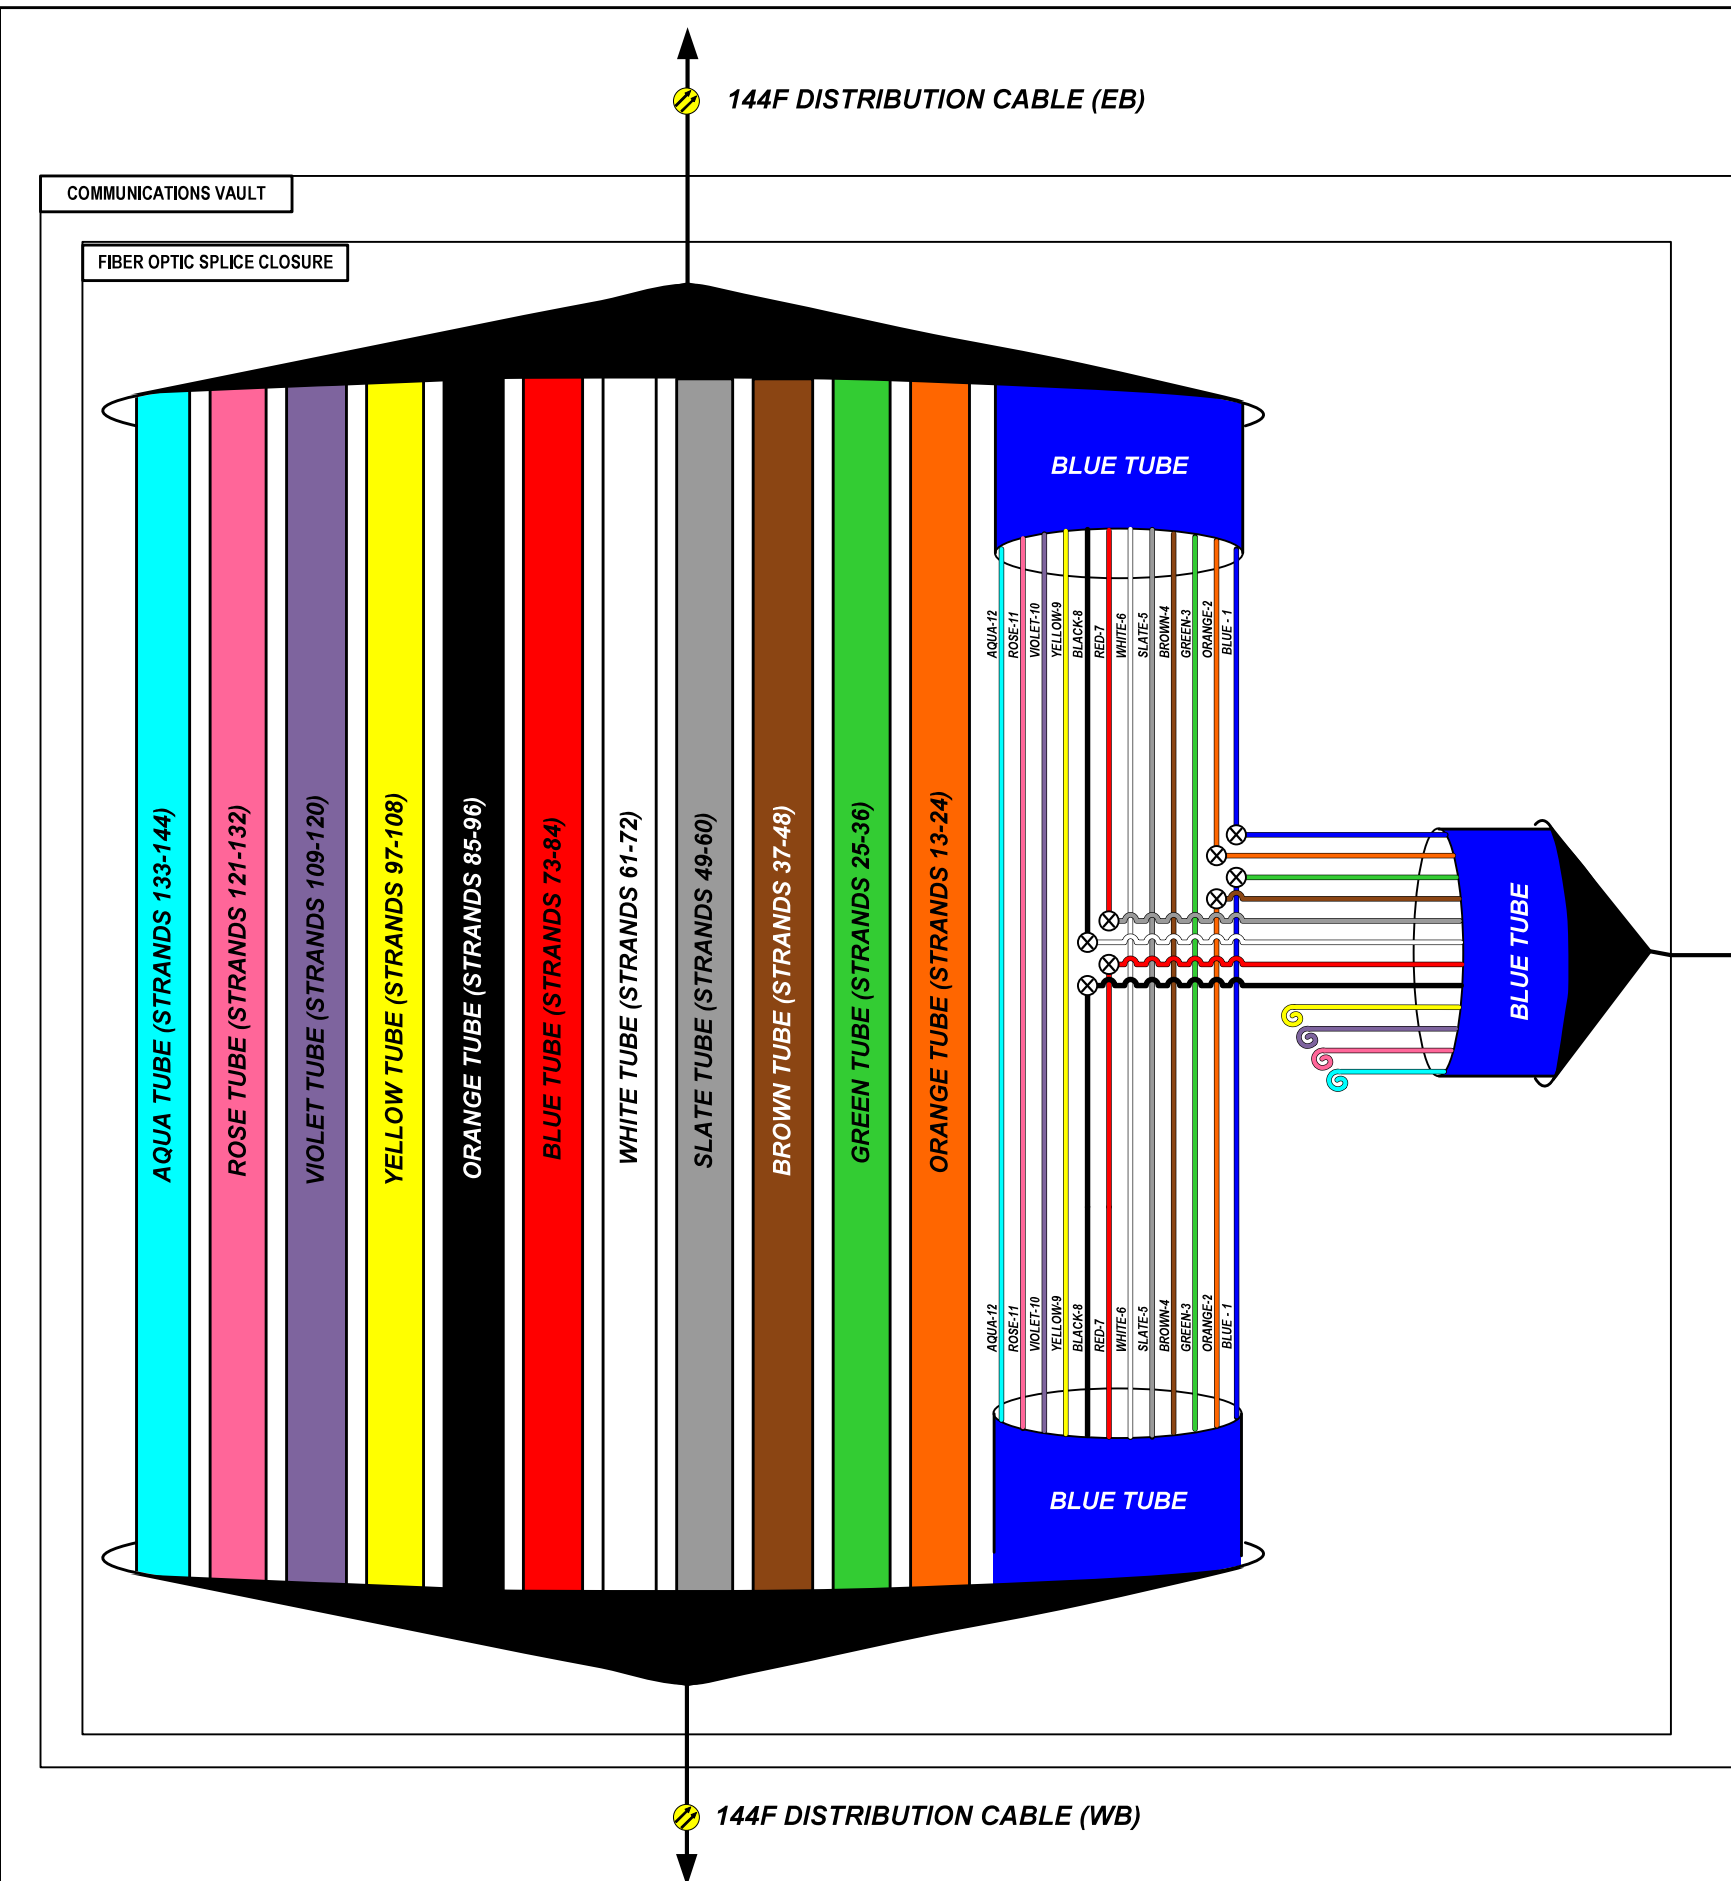 144F DISTRIBUTION CABLE (EB)
COMMUNICATIONS VAULT
FIBER OPTIC SPLICE CLOSURE
AQUA TUBE (STRANDS 133-144)
ROSE TUBE (STRANDS 121-132)
VIOLET TUBE (STRANDS 109-120)
YELLOW TUBE (STRANDS 97-108)
ORANGE TUBE (STRANDS 85-96)
BLUE TUBE (STRANDS 73-84)
WHITE TUBE (STRANDS 61-72)
SLATE TUBE (STRANDS 49-60)
BROWN TUBE (STRANDS 37-48)
GREEN TUBE (STRANDS 25-36)
ORANGE TUBE (STRANDS 13-24)
BLUE TUBE
AQUA-12
ROSE-11
VIOLET-10
YELLOW-9
BLACK-8
RED-7
WHITE-6
SLATE-5
BROWN-4
GREEN-3
ORANGE-2
BLUE - 1
BLUE TUBE
AQUA-12
ROSE-11
VIOLET-10
YELLOW-9
BLACK-8
RED-7
WHITE-6
SLATE-5
BROWN-4
GREEN-3
ORANGE-2
BLUE - 1
BLUE TUBE
144F DISTRIBUTION CABLE (WB)